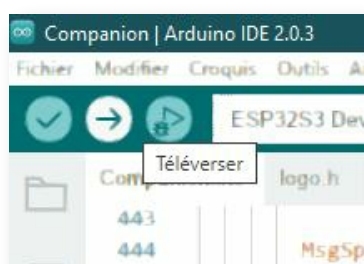 Companion | Arduino IDE 2.0.3
Fichier Modifier Croquis Outils
ESP32S3 Dev
Téléverser
logo.h
443
444
MsgSp